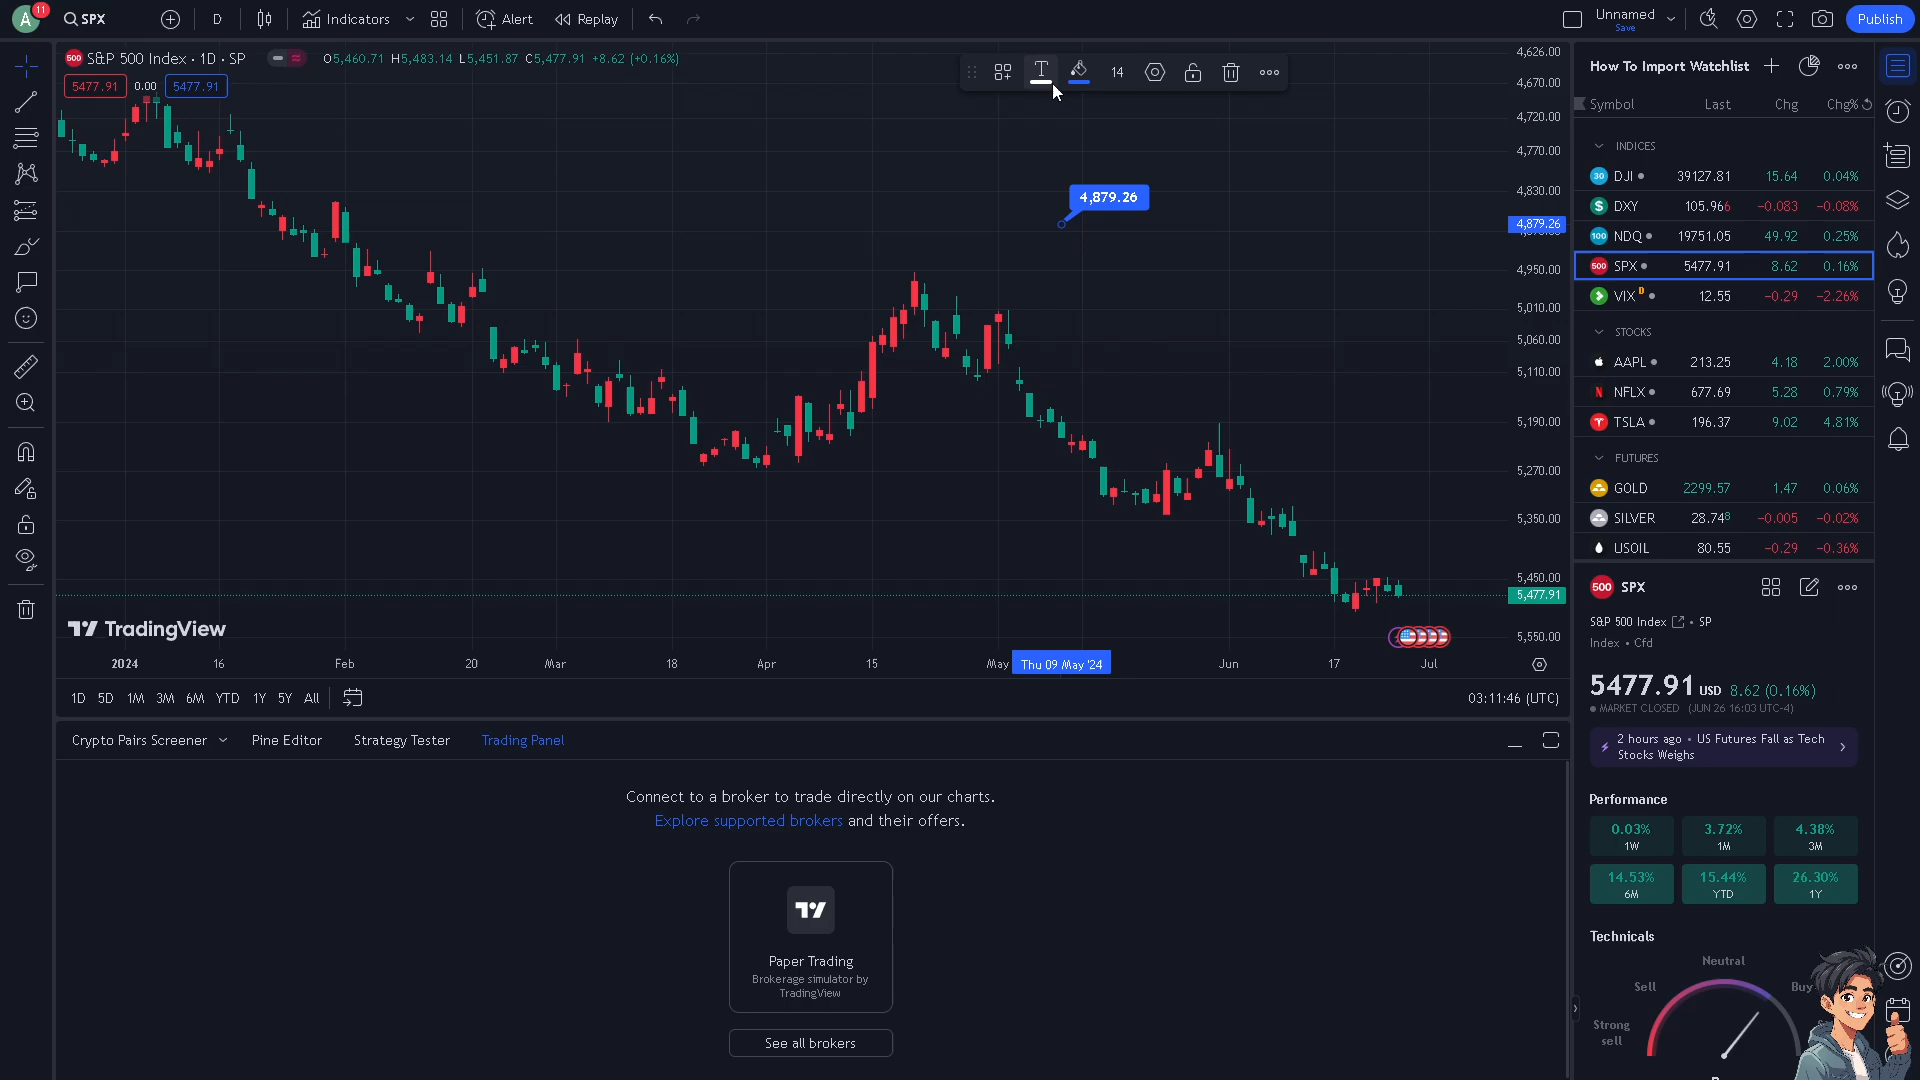 A 11 SPX D Indicators Alert Replay Unnamed Save Publish
S&P 500 Index · 1D · SP O5,460.71 H5,483.14 L5,451.87 C5,477.91 +8.62 (+0.16%)
5477.91 0.00 5477.91
T 14
4,879.26
4,626.00
4,670.00
4,720.00
4,770.00
4,830.00
4,879.26
4,950.00
5,010.00
5,060.00
5,110.00
5,190.00
5,270.00
5,350.00
5,450.00
5,477.91
5,550.00
TradingView
2024 16 Feb 20 Mar 18 Apr 15 May Thu 09 May '24 Jun 17 Jul
1D 5D 1M 3M 6M YTD 1Y 5Y All 03:11:46 (UTC)
Crypto Pairs Screener Pine Editor Strategy Tester Trading Panel
Connect to a broker to trade directly on our charts.
Explore supported brokers and their offers.
Paper Trading
Brokerage simulator by
TradingView
See all brokers
How To Import Watchlist
Symbol Last Chg Chg%
INDICES
30 DJI 39127.81 15.64 0.04%
$ DXY 105.966 −0.083 −0.08%
100 NDQ 19751.05 49.92 0.25%
500 SPX 5477.91 8.62 0.16%
VIX D 12.55 −0.29 −2.26%
STOCKS
AAPL 213.25 4.18 2.00%
N NFLX 677.69 5.28 0.79%
TSLA 196.37 9.02 4.81%
FUTURES
GOLD 2299.57 1.47 0.06%
SILVER 28.748 −0.005 −0.02%
USOIL 80.55 −0.29 −0.36%
500 SPX
S&P 500 Index • SP
Index • Cfd
5477.91 USD 8.62 (0.16%)
MARKET CLOSED (JUN 26 16:03 UTC-4)
2 hours ago • US Futures Fall as Tech
Stocks Weighs
Performance
0.03% 3.72% 4.38%
1W 1M 3M
14.53% 15.44% 26.30%
6M YTD 1Y
Technicals
Neutral
Sell Buy
Strong
sell